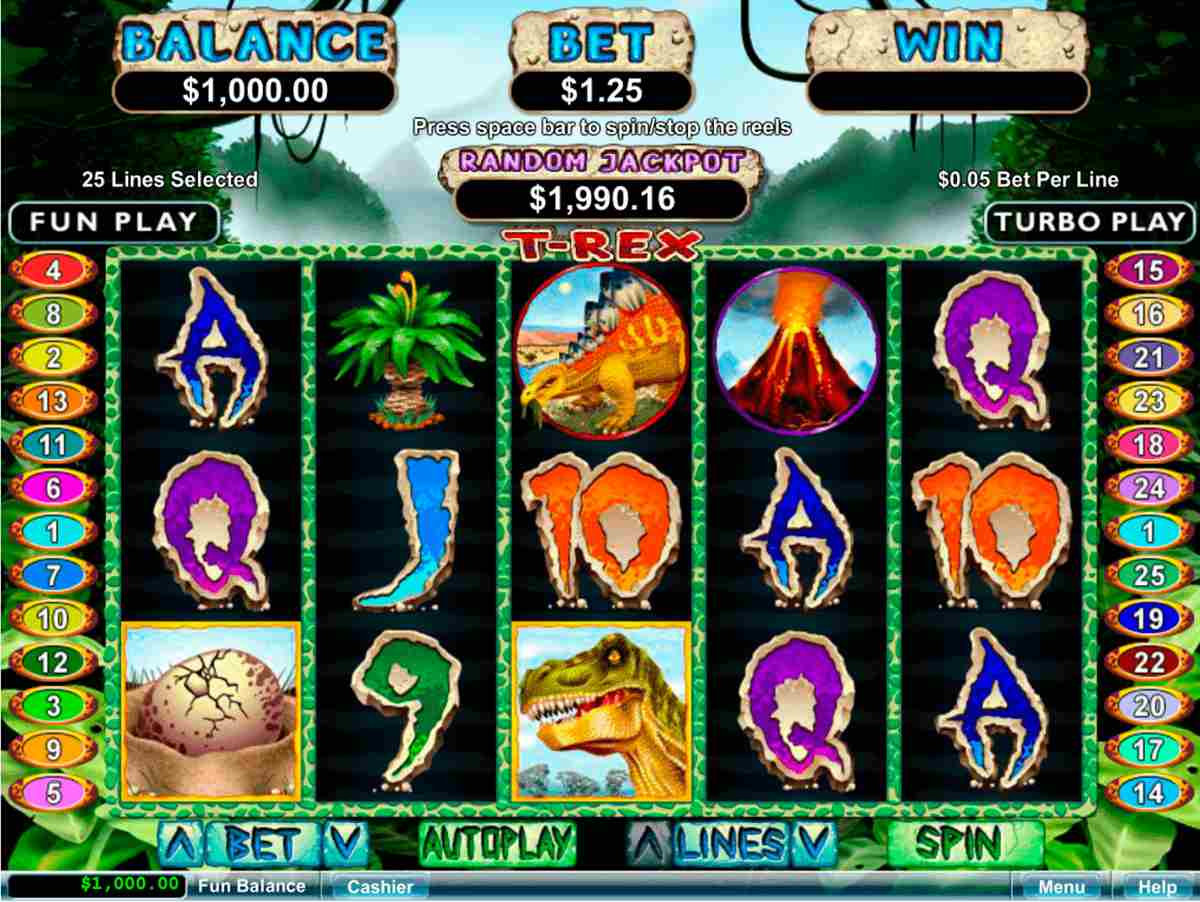 BALANCE BET WIN
$1,000.00 $1.25
Press space bar to spin/stop the reels
RANDOM JACKPOT
25 Lines Selected $1,990.16 $0.05 Bet Per Line
FUN PLAY TURBO PLAY
T-REX
4 15
8 A Q 16
2 21
13 23
11 18
6 Q J 10 A 10 24
1 1
7 25
10 19
12 22
3 9 Q A 20
9 17
5 14
BET AUTOPLAY LINES SPIN
$1,000.00 Fun Balance Cashier Menu Help